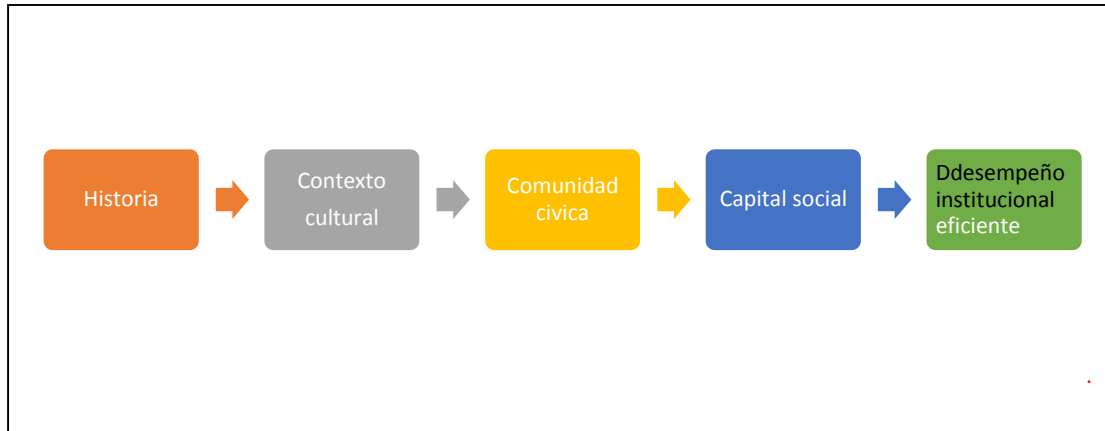 Historia
Contexto
cultural
Comunidad
civica
Capital social
Ddesempeño
institucional
eficiente
.